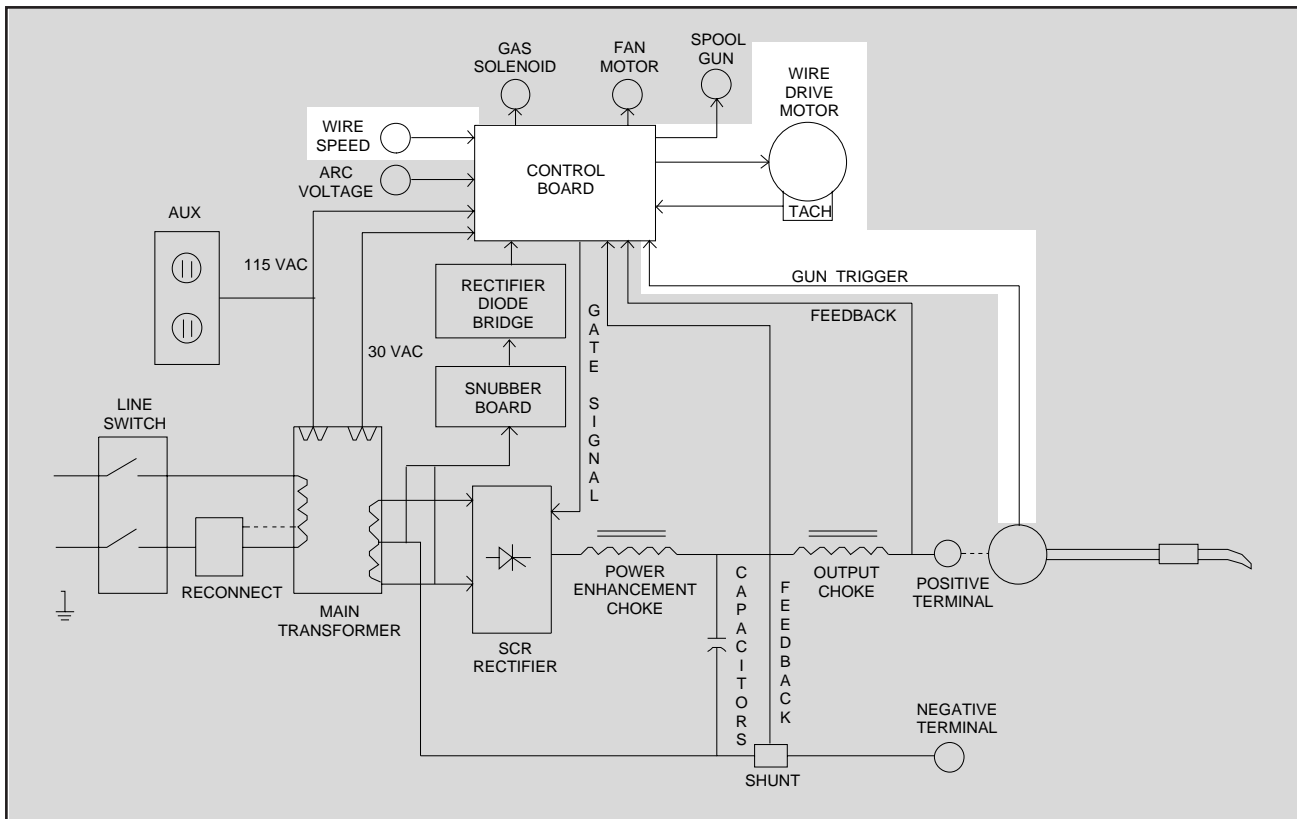 GAS
SOLENOID
FAN
MOTOR
SPOOL
GUN
WIRE
DRIVE
MOTOR
WIRE
SPEED
CONTROL
BOARD
ARC
VOLTAGE
TACH
AUX
115 VAC
GUN TRIGGER
RECTIFIER
DIODE
BRIDGE
FEEDBACK
30 VAC
GATE SIGNAL
SNUBBER
BOARD
LINE
SWITCH
RECONNECT
MAIN
TRANSFORMER
SCR
RECTIFIER
POWER
ENHANCEMENT
CHOKE
CAPACITORS
FEEDBACK
OUTPUT
CHOKE
POSITIVE
TERMINAL
NEGATIVE
TERMINAL
SHUNT